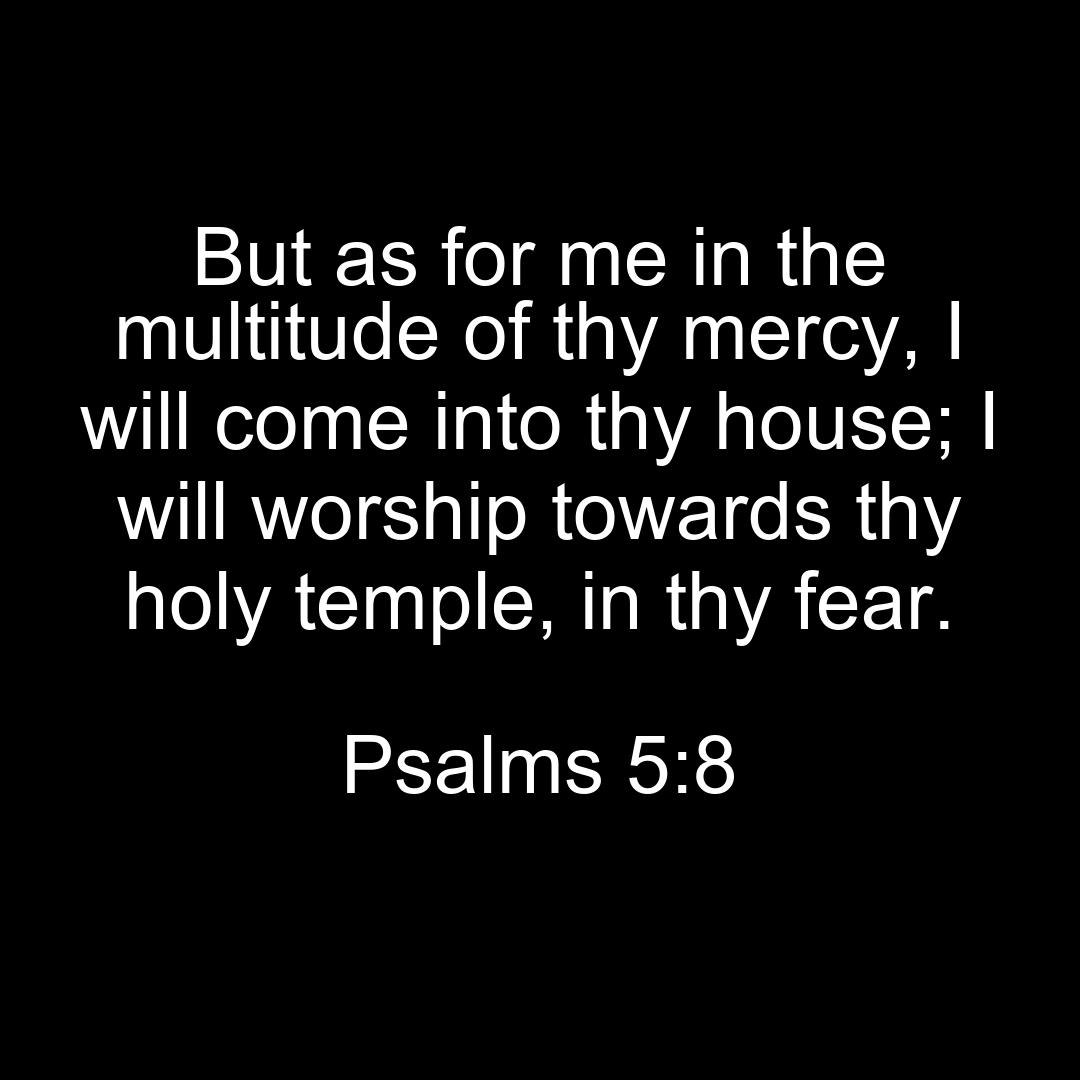 But as for me in the
multitude of thy mercy, I
will come into thy house; I
will worship towards thy
holy temple, in thy fear.
Psalms 5:8